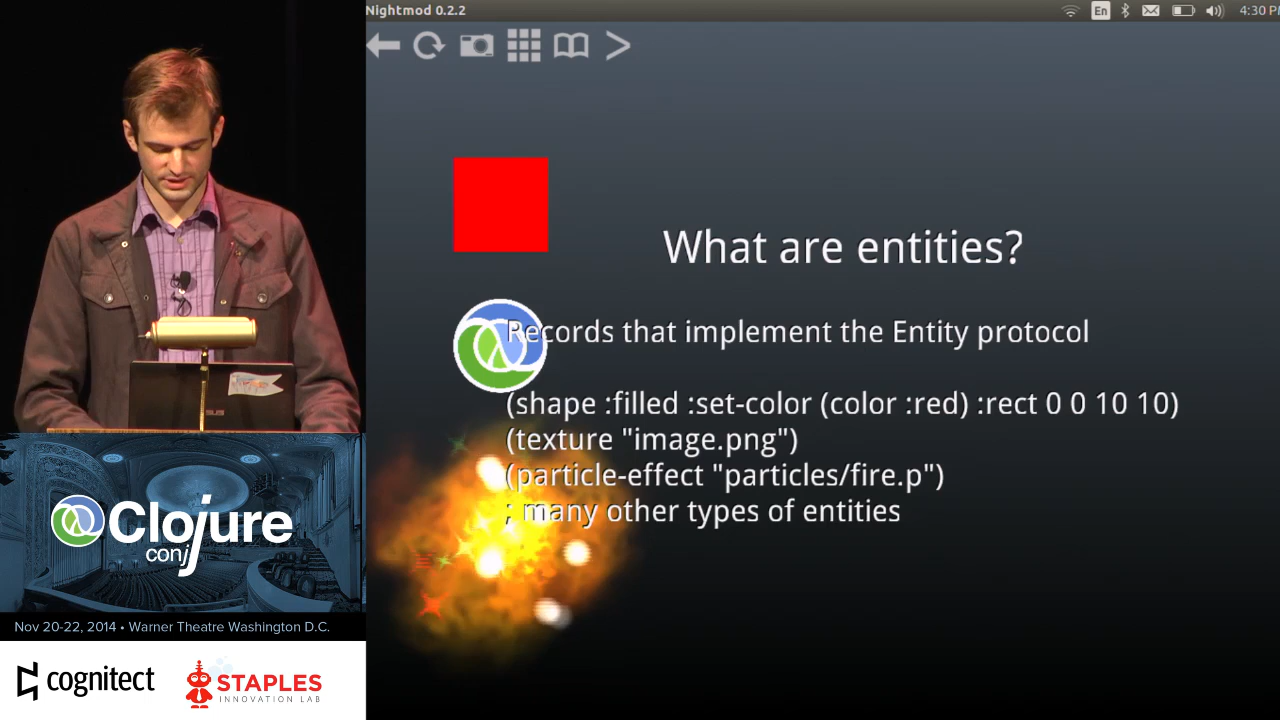 Nightmod 0.2.2
En
4:30 P
What are entities?
Records that implement the Entity protocol
(shape :filled :set-color (color :red) :rect 0 0 10 10)
(texture "image.png")
(particle-effect "particles/fire.p")
; many other types of entities
ASUS
Clojure
conj
Nov 20-22, 2014 • Warner Theatre Washington D.C.
cognitect
STAPLES
INNOVATION LAB